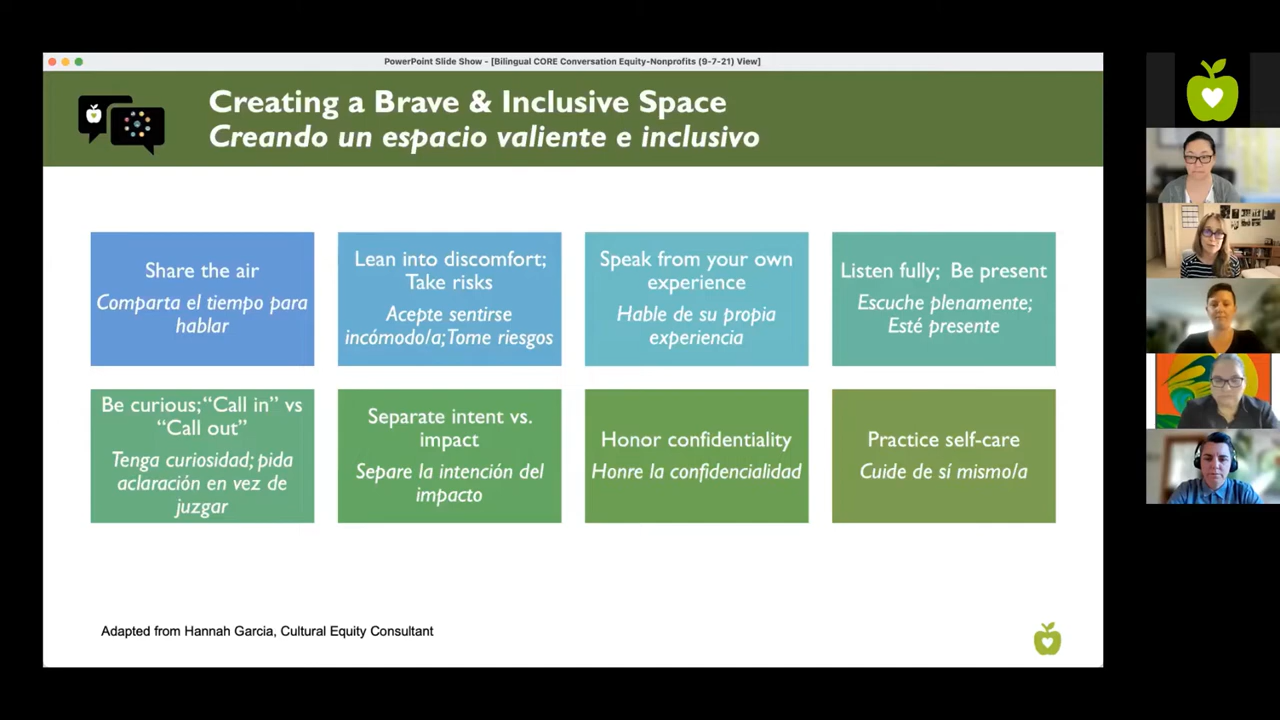 PowerPoint Slide Show - [Bilingual CORE Conversation Equity-Nonprofits (9-7-21) View]
Creating a Brave & Inclusive Space
Creando un espacio valiente e inclusivo
Share the air
Comparta el tiempo para
hablar
Lean into discomfort;
Take risks
Acepte sentirse
incómodo/a; Tome riesgos
Speak from your own
experience
Hable de su propia
experiencia
Listen fully; Be present
Escuche plenamente;
Esté presente
Be curious; “Call in” vs
“Call out”
Tenga curiosidad; pida
aclaración en vez de
juzgar
Separate intent vs.
impact
Separe la intención del
impacto
Honor confidentiality
Honre la confidencialidad
Practice self-care
Cuide de sí mismo/a
Adapted from Hannah Garcia, Cultural Equity Consultant